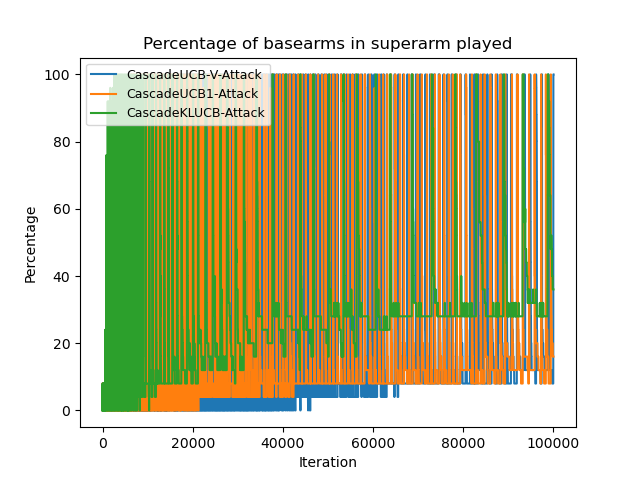 Percentage of basearms in superarm played
CascadeUCB-V-Attack
CascadeUCB1-Attack
CascadeKLUCB-Attack
100
80
60
40
20
0
Percentage
0 20000 40000 60000 80000 100000
Iteration